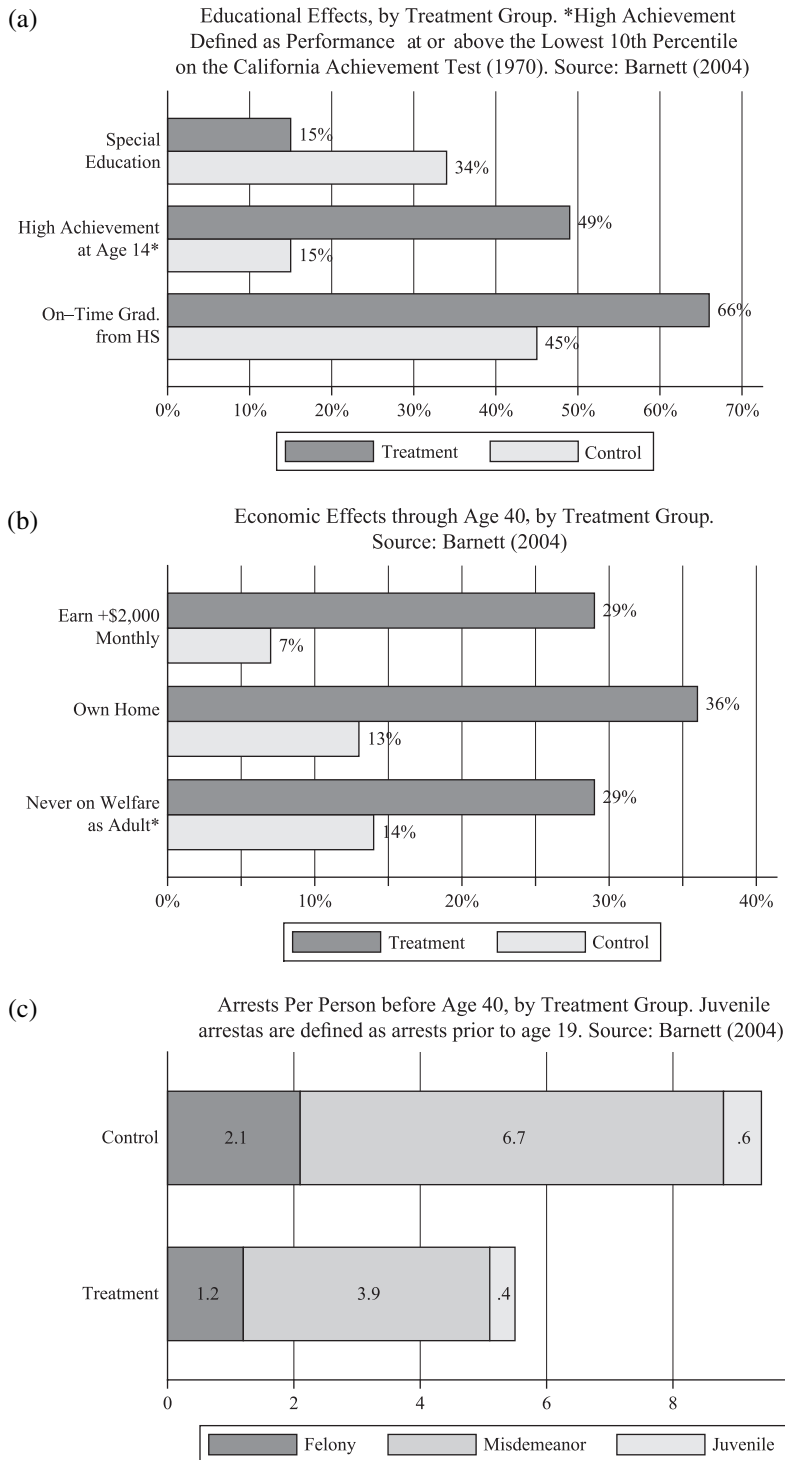 (a)
Educational Effects, by Treatment Group. *High Achievement
Defined as Performance at or above the Lowest 10th Percentile
on the California Achievement Test (1970). Source: Barnett (2004)
Special
Education
15%
34%
High Achievement
at Age 14*
49%
15%
On–Time Grad.
from HS
66%
45%
0% 10% 20% 30% 40% 50% 60% 70%
Treatment Control
(b)
Economic Effects through Age 40, by Treatment Group.
Source: Barnett (2004)
Earn +$2,000
Monthly
29%
7%
Own Home
36%
13%
Never on Welfare
as Adult*
29%
14%
0% 10% 20% 30% 40%
Treatment Control
(c)
Arrests Per Person before Age 40, by Treatment Group. Juvenile
arrestas are defined as arrests prior to age 19. Source: Barnett (2004)
Control 2.1 6.7 .6
Treatment 1.2 3.9 .4
0 2 4 6 8
Felony Misdemeanor Juvenile